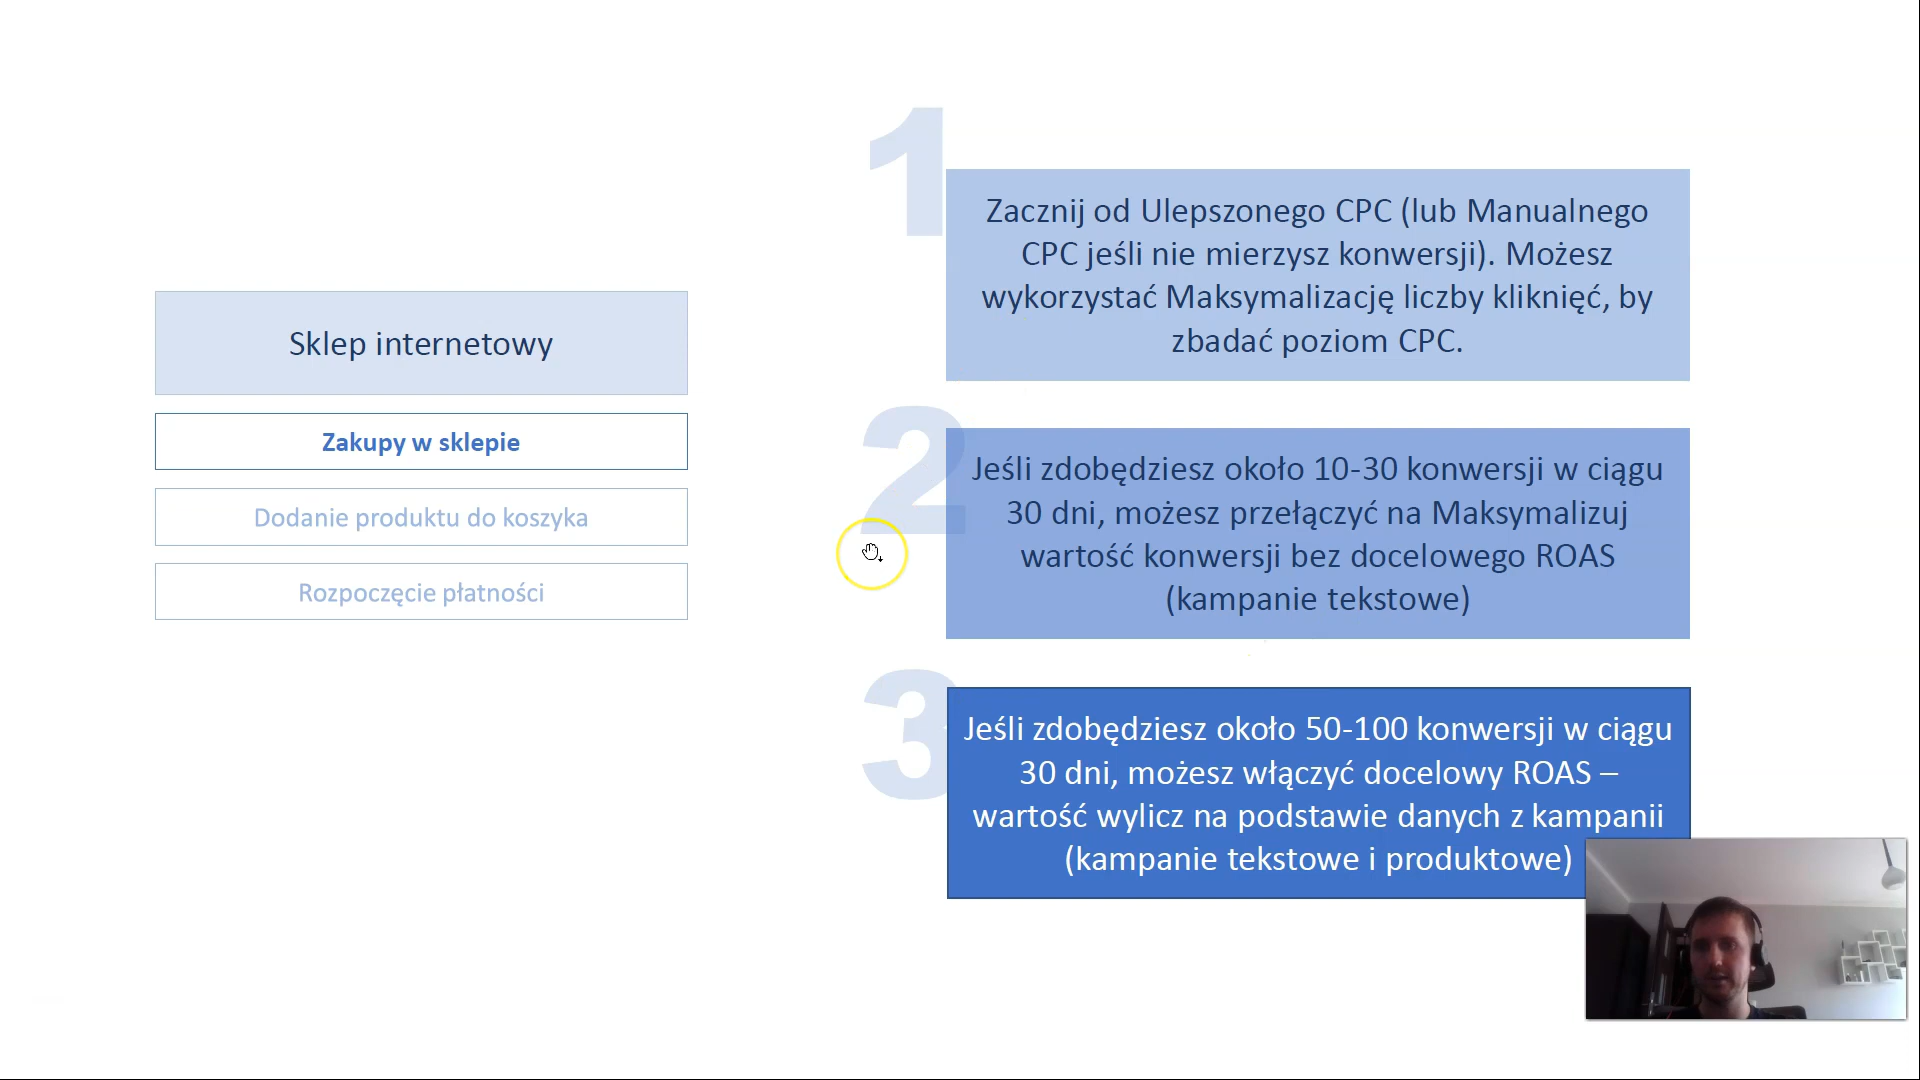 Sklep internetowy
Zakupy w sklepie
Dodanie produktu do koszyka
Rozpoczęcie płatności
1
Zacznij od Ulepszonego CPC (lub Manualnego
CPC jeśli nie mierzysz konwersji). Możesz
wykorzystać Maksymalizację liczby kliknięć, by
zbadać poziom CPC.
2
Jeśli zdobędziesz około 10-30 konwersji w ciągu
30 dni, możesz przełączyć na Maksymalizuj
wartość konwersji bez docelowego ROAS
(kampanie tekstowe)
3
Jeśli zdobędziesz około 50-100 konwersji w ciągu
30 dni, możesz włączyć docelowy ROAS –
wartość wylicz na podstawie danych z kampanii
(kampanie tekstowe i produktowe)